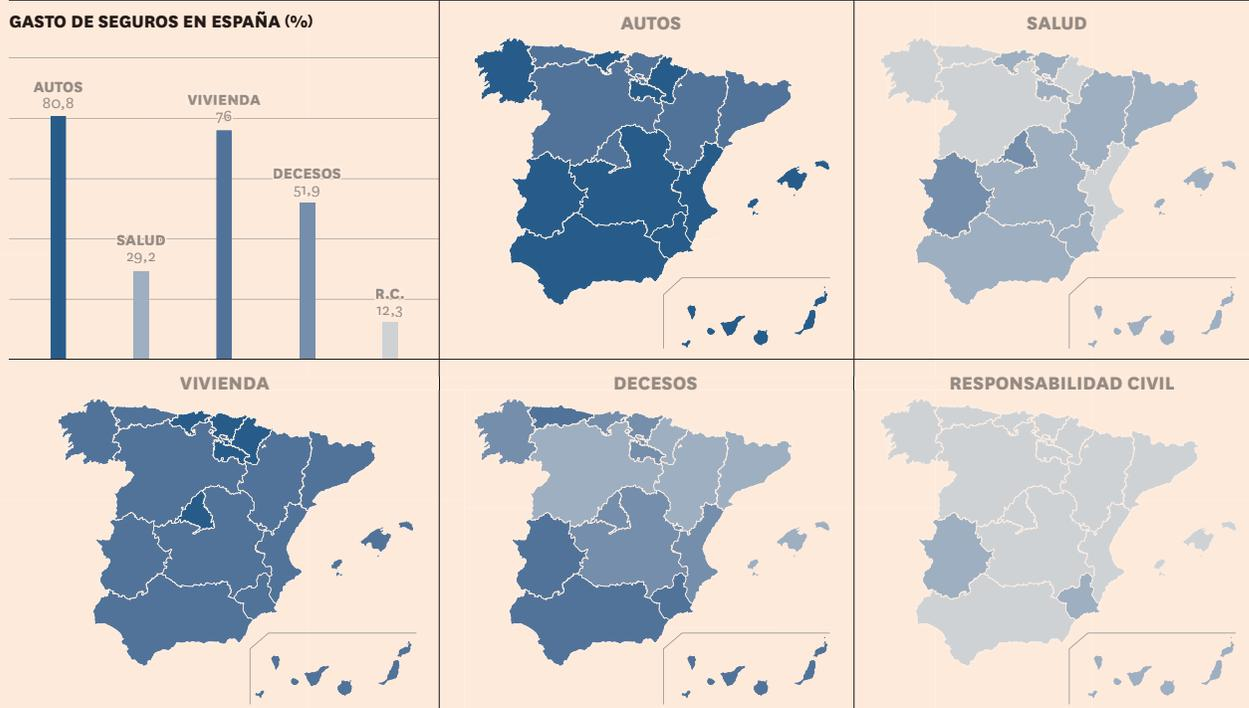 GASTO DE SEGUROS EN ESPAÑA (%)
AUTOS
80,8
SALUD
29,2
VIVIENDA
76
DECESOS
51,9
R.C.
12,3
AUTOS
SALUD
VIVIENDA
DECESOS
RESPONSABILIDAD CIVIL